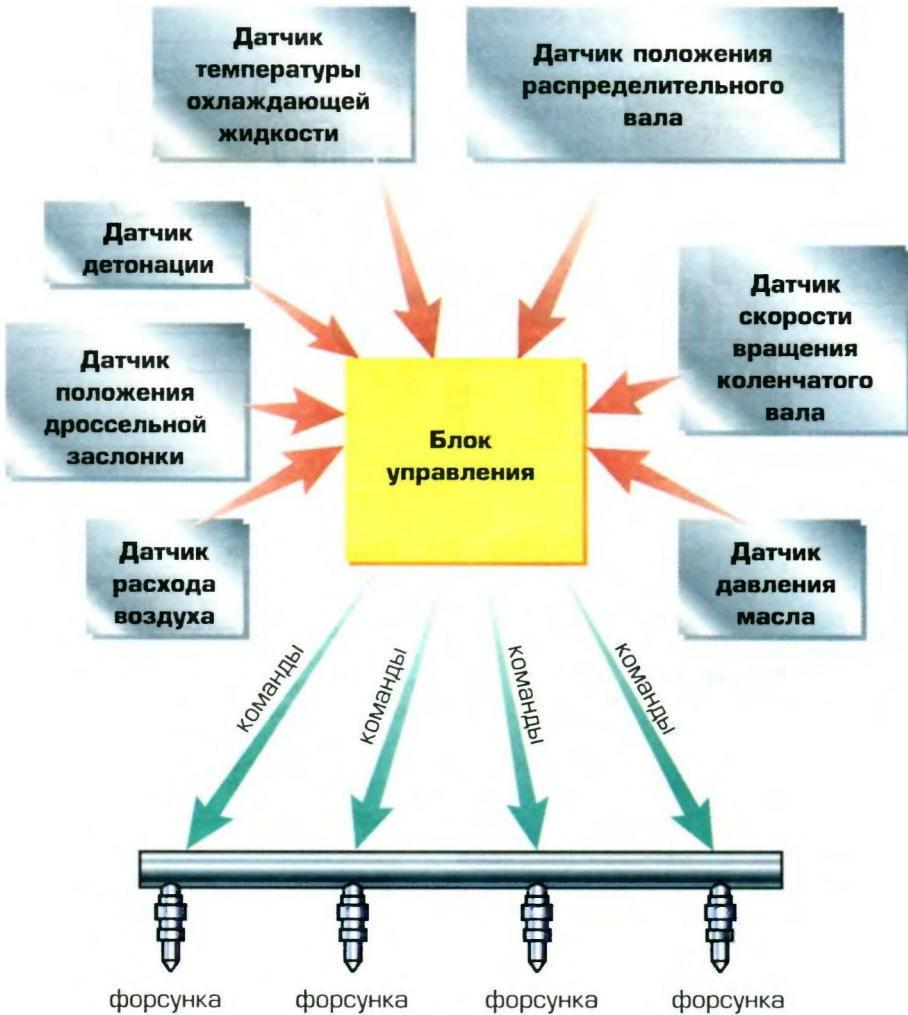 Датчик
температуры
охлаждающей
жидкости
Датчик положения
распределительного
вала
Датчик
детонации
Датчик
положения
дроссельной
заслонки
Датчик
скорости
вращения
коленчатого
вала
Блок
управления
Датчик
расхода
воздуха
Датчик
давления
масла
команды
команды
команды
команды
форсунка
форсунка
форсунка
форсунка